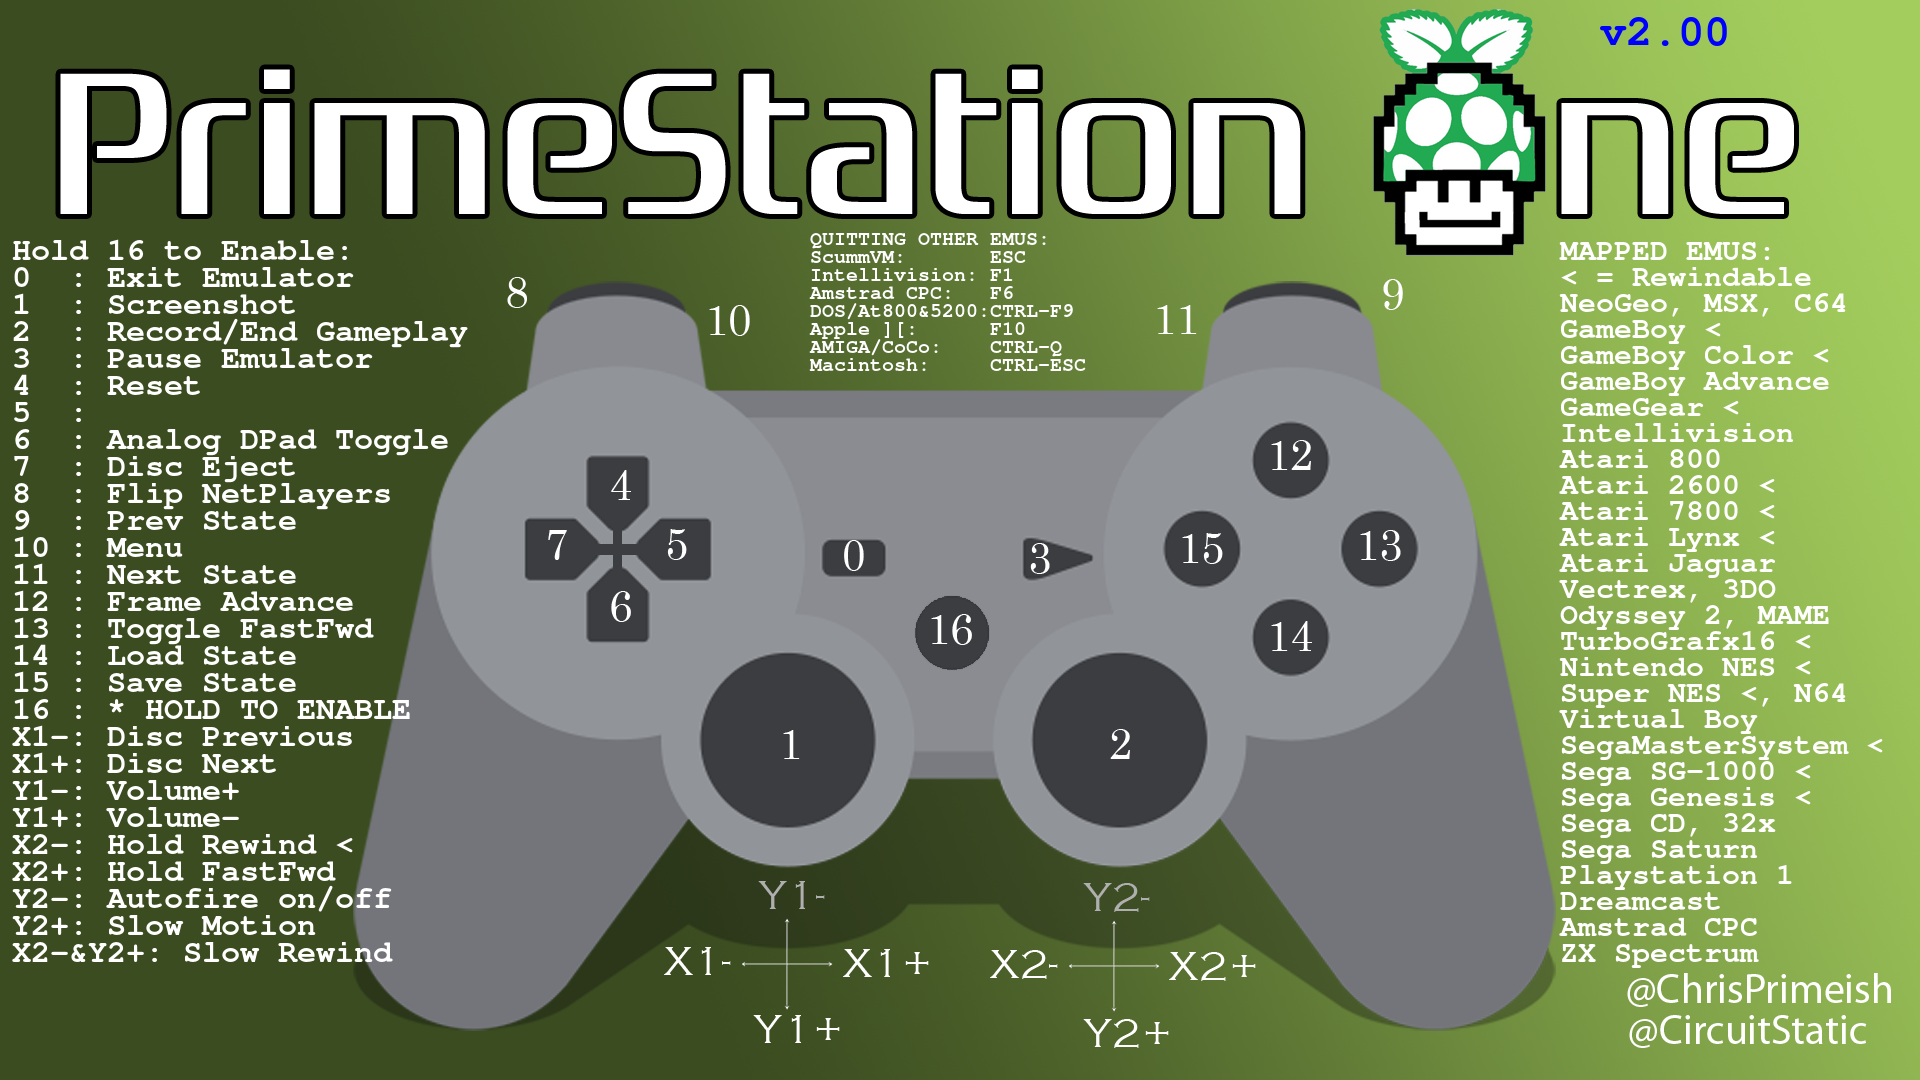 v2.00
PrimeStation ne
Hold 16 to Enable:
0 : Exit Emulator
1 : Screenshot
2 : Record/End Gameplay
3 : Pause Emulator
4 : Reset
5 :
6 : Analog DPad Toggle
7 : Disc Eject
8 : Flip NetPlayers
9 : Prev State
10 : Menu
11 : Next State
12 : Frame Advance
13 : Toggle FastFwd
14 : Load State
15 : Save State
16 : * HOLD TO ENABLE
X1-: Disc Previous
X1+: Disc Next
Y1-: Volume+
Y1+: Volume-
X2-: Hold Rewind <
X2+: Hold FastFwd
Y2-: Autofire on/off
Y2+: Slow Motion
X2-&Y2+: Slow Rewind
QUITTING OTHER EMUS:
ScummVM: ESC
Intellivision: F1
Amstrad CPC: F6
DOS/At800&5200:CTRL-F9
Apple ][: F10
AMIGA/CoCo: CTRL-Q
Macintosh: CTRL-ESC
8
10
11
9
4
7
5
6
0
3
16
12
15
13
14
1
2
Y1-
X1-
X1+
Y1+
Y2-
X2-
X2+
Y2+
MAPPED EMUS:
< = Rewindable
NeoGeo, MSX, C64
GameBoy <
GameBoy Color <
GameBoy Advance
GameGear <
Intellivision
Atari 800
Atari 2600 <
Atari 7800 <
Atari Lynx <
Atari Jaguar
Vectrex, 3DO
Odyssey 2, MAME
TurboGrafx16 <
Nintendo NES <
Super NES <, N64
Virtual Boy
SegaMasterSystem <
Sega SG-1000 <
Sega Genesis <
Sega CD, 32x
Sega Saturn
Playstation 1
Dreamcast
Amstrad CPC
ZX Spectrum
@ChrisPrimeish
@CircuitStatic